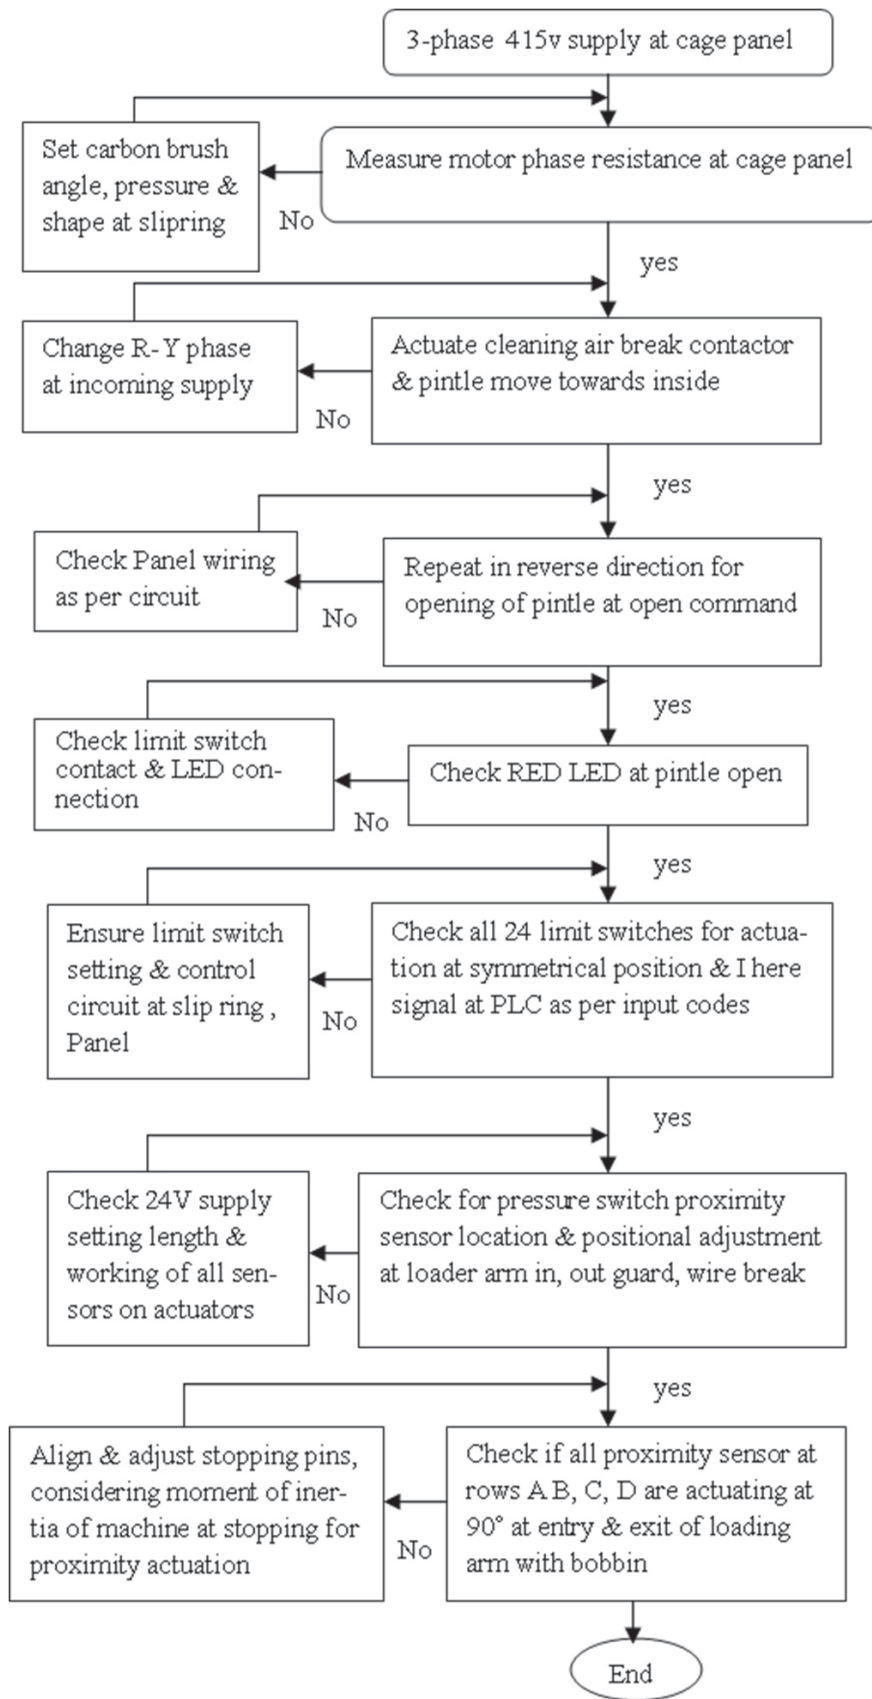 3-phase 415v supply at cage panel
Set carbon brush
angle, pressure &
shape at slipring
Measure motor phase resistance at cage panel
No
yes
Change R-Y phase
at incoming supply
Actuate cleaning air break contactor
& pintle move towards inside
No
yes
Check Panel wiring
as per circuit
Repeat in reverse direction for
opening of pintle at open command
No
yes
Check limit switch
contact & LED con-
nection
Check RED LED at pintle open
No
yes
Ensure limit switch
setting & control
circuit at slip ring ,
Panel
Check all 24 limit switches for actua-
tion at symmetrical position & I here
signal at PLC as per input codes
No
yes
Check 24V supply
setting length &
working of all sen-
sors on actuators
Check for pressure switch proximity
sensor location & positional adjustment
at loader arm in, out guard, wire break
No
yes
Align & adjust stopping pins,
considering moment of iner-
tia of machine at stopping for
proximity actuation
Check if all proximity sensor at
rows A B, C, D are actuating at
90° at entry & exit of loading
arm with bobbin
No
End